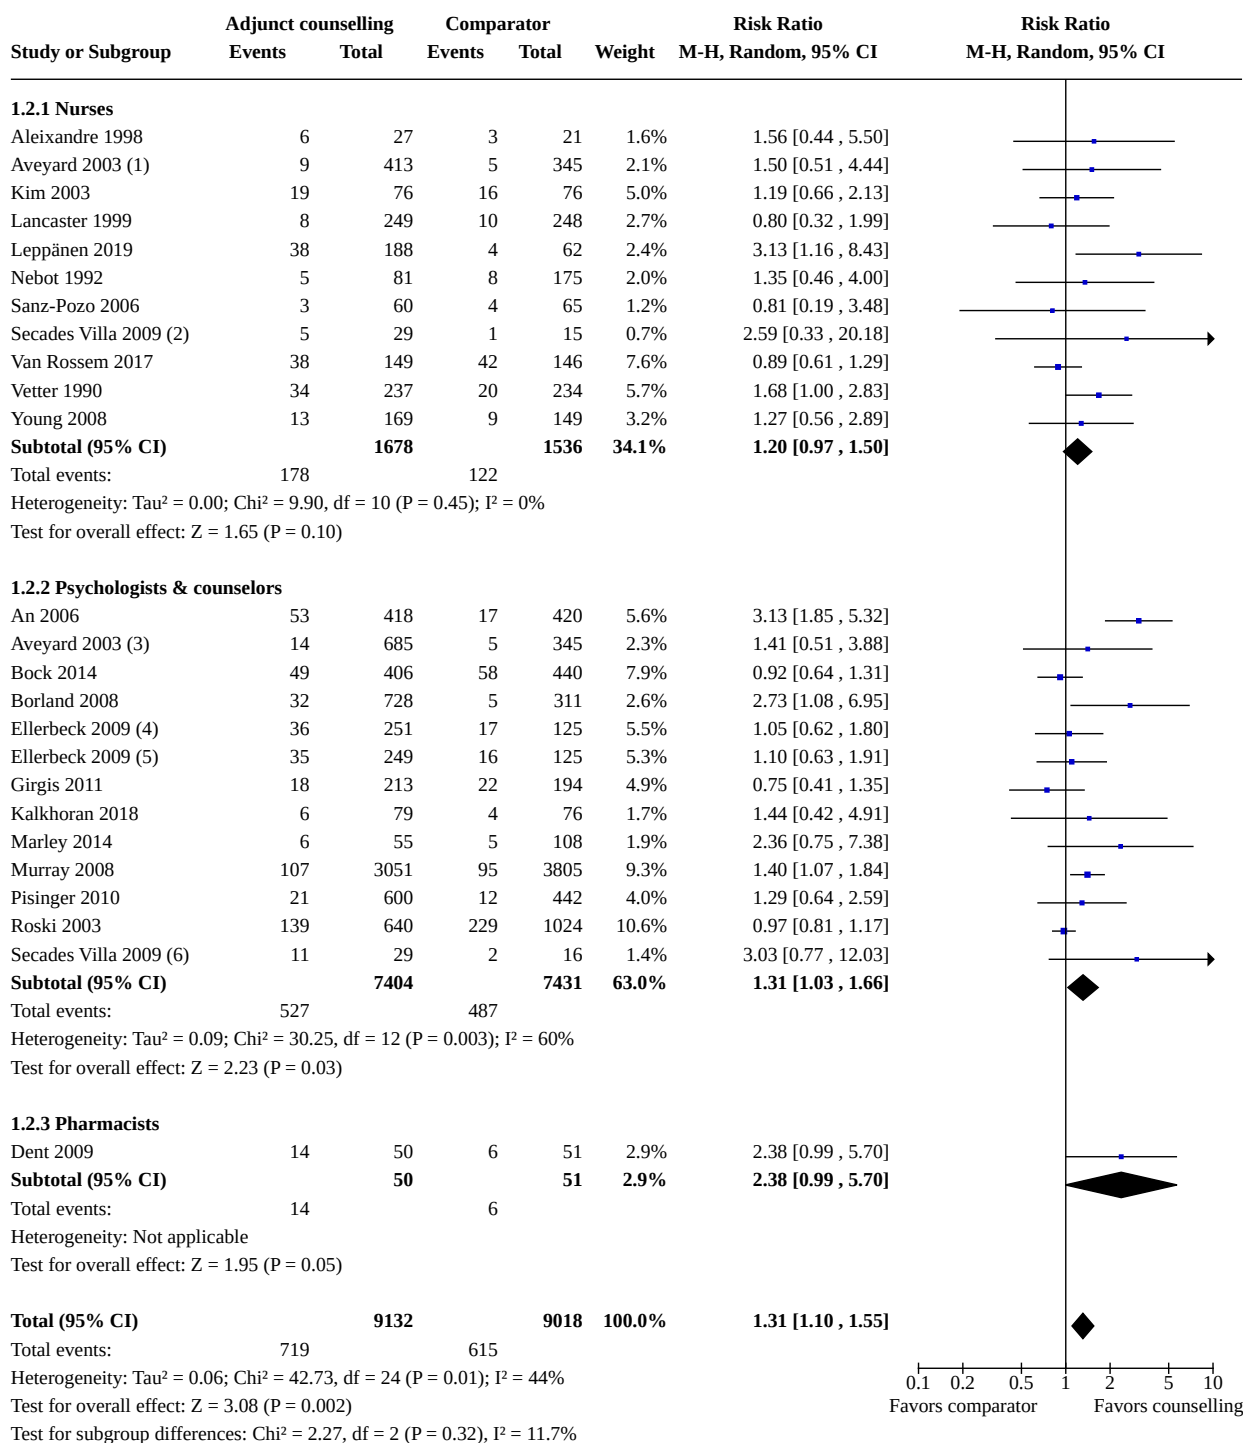 Adjunct counselling Comparator Risk Ratio Risk Ratio
Study or Subgroup Events Total Events Total Weight M-H, Random, 95% CI M-H, Random, 95% CI
1.2.1 Nurses
Aleixandre 1998 6 27 3 21 1.6% 1.56 [0.44 , 5.50]
Aveyard 2003 (1) 9 413 5 345 2.1% 1.50 [0.51 , 4.44]
Kim 2003 19 76 16 76 5.0% 1.19 [0.66 , 2.13]
Lancaster 1999 8 249 10 248 2.7% 0.80 [0.32 , 1.99]
Leppänen 2019 38 188 4 62 2.4% 3.13 [1.16 , 8.43]
Nebot 1992 5 81 8 175 2.0% 1.35 [0.46 , 4.00]
Sanz-Pozo 2006 3 60 4 65 1.2% 0.81 [0.19 , 3.48]
Secades Villa 2009 (2) 5 29 1 15 0.7% 2.59 [0.33 , 20.18]
Van Rossem 2017 38 149 42 146 7.6% 0.89 [0.61 , 1.29]
Vetter 1990 34 237 20 234 5.7% 1.68 [1.00 , 2.83]
Young 2008 13 169 9 149 3.2% 1.27 [0.56 , 2.89]
Subtotal (95% CI) 1678 1536 34.1% 1.20 [0.97 , 1.50]
Total events: 178 122
Heterogeneity: Tau² = 0.00; Chi² = 9.90, df = 10 (P = 0.45); I² = 0%
Test for overall effect: Z = 1.65 (P = 0.10)
1.2.2 Psychologists & counselors
An 2006 53 418 17 420 5.6% 3.13 [1.85 , 5.32]
Aveyard 2003 (3) 14 685 5 345 2.3% 1.41 [0.51 , 3.88]
Bock 2014 49 406 58 440 7.9% 0.92 [0.64 , 1.31]
Borland 2008 32 728 5 311 2.6% 2.73 [1.08 , 6.95]
Ellerbeck 2009 (4) 36 251 17 125 5.5% 1.05 [0.62 , 1.80]
Ellerbeck 2009 (5) 35 249 16 125 5.3% 1.10 [0.63 , 1.91]
Girgis 2011 18 213 22 194 4.9% 0.75 [0.41 , 1.35]
Kalkhoran 2018 6 79 4 76 1.7% 1.44 [0.42 , 4.91]
Marley 2014 6 55 5 108 1.9% 2.36 [0.75 , 7.38]
Murray 2008 107 3051 95 3805 9.3% 1.40 [1.07 , 1.84]
Pisinger 2010 21 600 12 442 4.0% 1.29 [0.64 , 2.59]
Roski 2003 139 640 229 1024 10.6% 0.97 [0.81 , 1.17]
Secades Villa 2009 (6) 11 29 2 16 1.4% 3.03 [0.77 , 12.03]
Subtotal (95% CI) 7404 7431 63.0% 1.31 [1.03 , 1.66]
Total events: 527 487
Heterogeneity: Tau² = 0.09; Chi² = 30.25, df = 12 (P = 0.003); I² = 60%
Test for overall effect: Z = 2.23 (P = 0.03)
1.2.3 Pharmacists
Dent 2009 14 50 6 51 2.9% 2.38 [0.99 , 5.70]
Subtotal (95% CI) 50 51 2.9% 2.38 [0.99 , 5.70]
Total events: 14 6
Heterogeneity: Not applicable
Test for overall effect: Z = 1.95 (P = 0.05)
Total (95% CI) 9132 9018 100.0% 1.31 [1.10 , 1.55]
Total events: 719 615
Heterogeneity: Tau² = 0.06; Chi² = 42.73, df = 24 (P = 0.01); I² = 44%
0.1 0.2 0.5 1 2 5 10
Test for overall effect: Z = 3.08 (P = 0.002)
Favors comparator Favors counselling
Test for subgroup differences: Chi² = 2.27, df = 2 (P = 0.32), I² = 11.7%